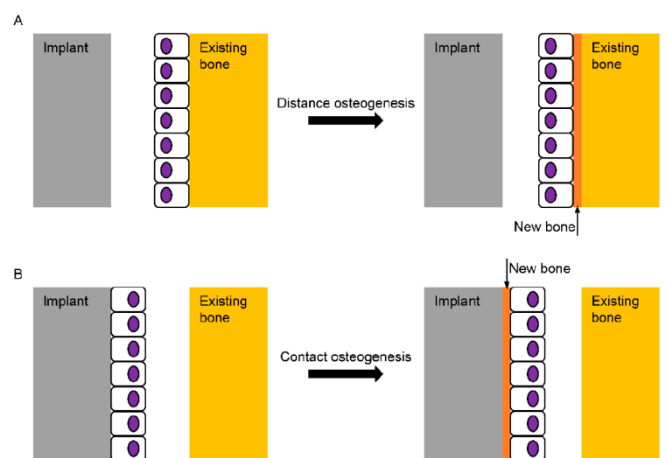 A
Implant
Existing
bone
Distance osteogenesis
Implant
Existing
bone
New bone
B
Implant
Existing
bone
Contact osteogenesis
New bone
Implant
Existing
bone